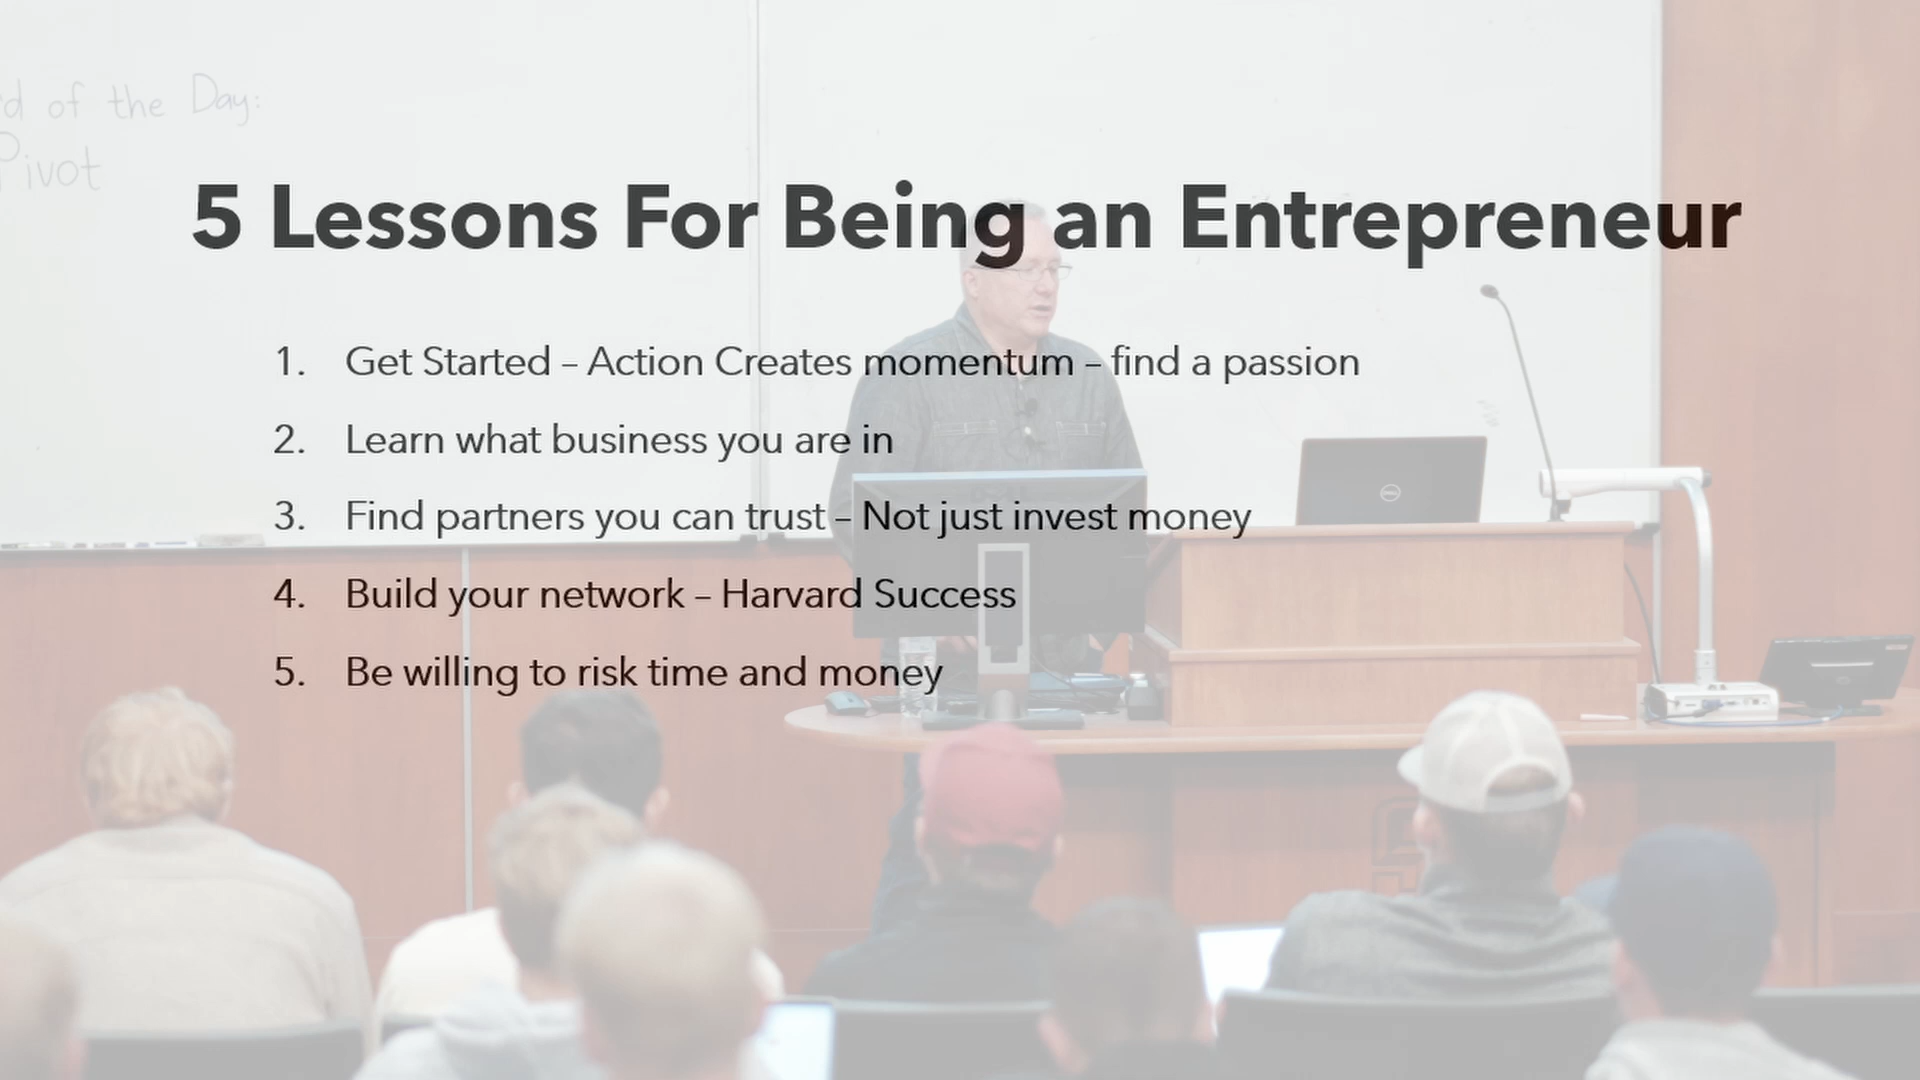 d of the Day:
Pivot
5 Lessons For Being an Entrepreneur
1. Get Started – Action Creates momentum – find a passion
2. Learn what business you are in
3. Find partners you can trust – Not just invest money
4. Build your network – Harvard Success
5. Be willing to risk time and money
DELL